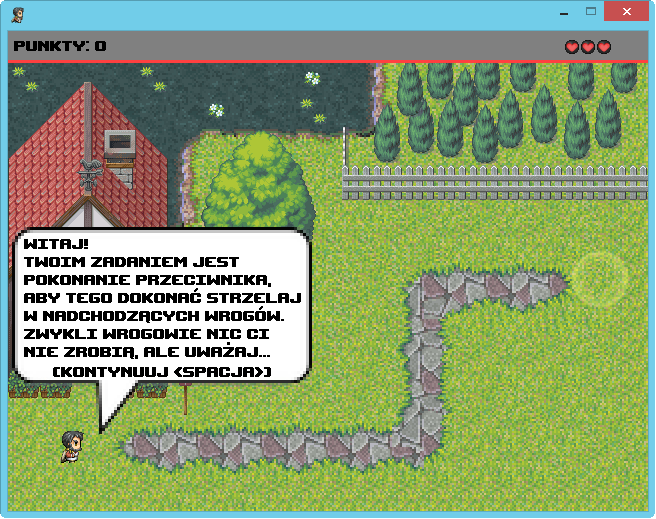 PUNKTY: 0
WITAJ!
TWOIM ZADANIEM JEST
POKONANIE PRZECIWNIKA,
ABY TEGO DOKONAĆ STRZELAJ
W NADCHODZĄCYCH WROGÓW.
ZWYKLI WROGOWIE NIC CI
NIE ZROBIĄ, ALE UWAŻAJ...
(KONTYNUUJ <SPACJA>)